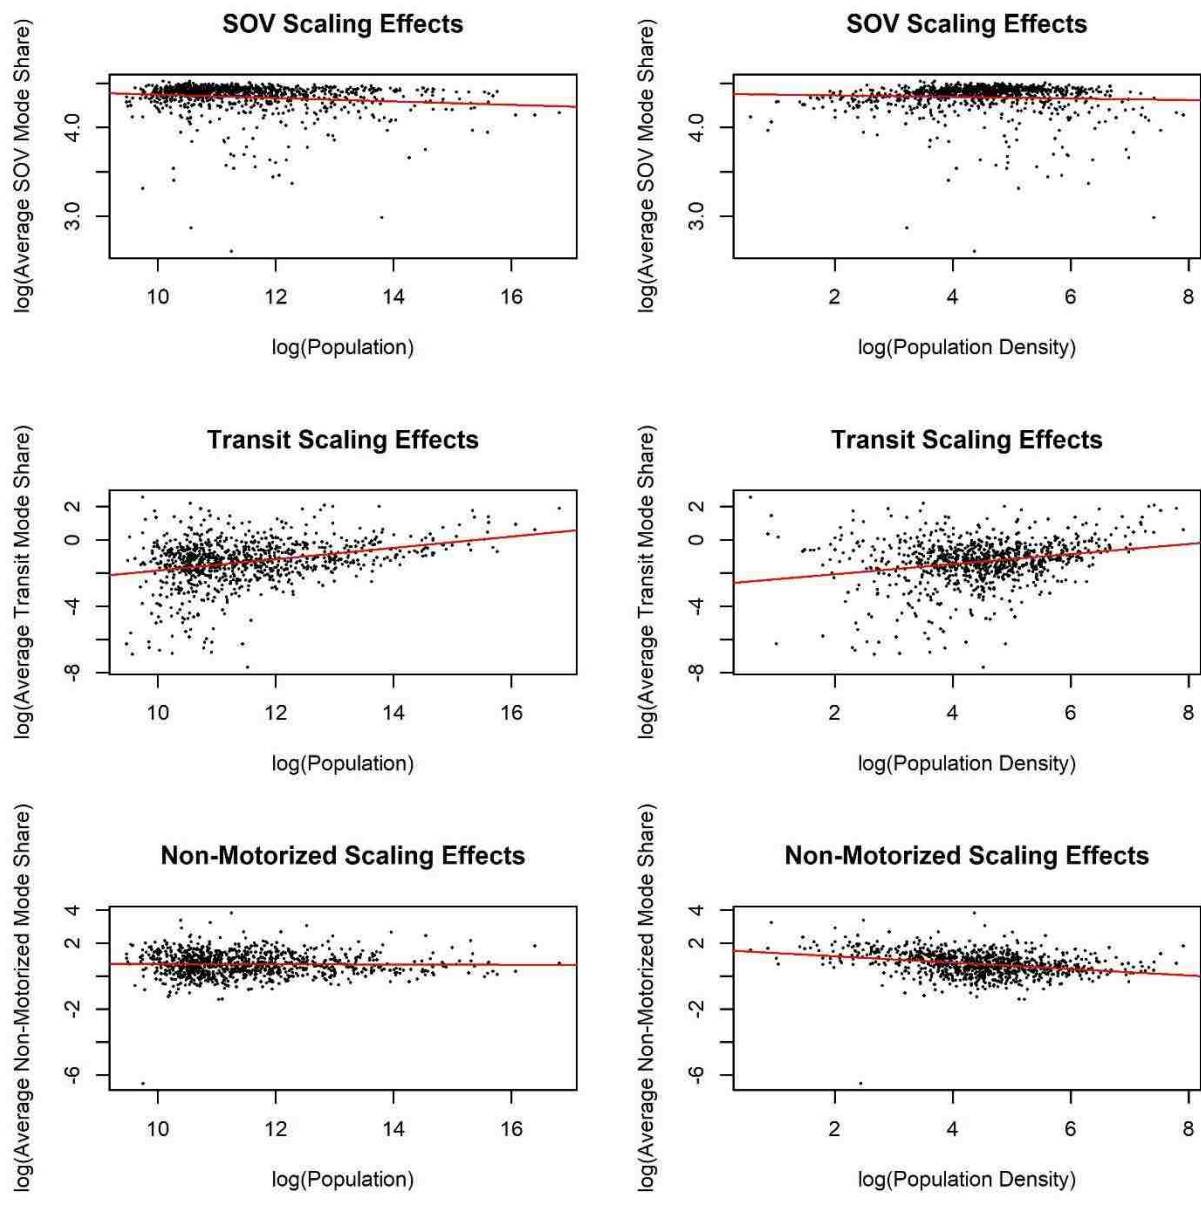 SOV Scaling Effects
log(Average SOV Mode Share)
4.0
3.0
10 12 14 16
log(Population)
SOV Scaling Effects
log(Average SOV Mode Share)
4.0
3.0
2 4 6 8
log(Population Density)
Transit Scaling Effects
log(Average Transit Mode Share)
2
0
-4
-8
10 12 14 16
log(Population)
Transit Scaling Effects
log(Average Transit Mode Share)
2
0
-4
-8
2 4 6 8
log(Population Density)
Non-Motorized Scaling Effects
log(Average Non-Motorized Mode Share)
4
2
-2
-6
10 12 14 16
log(Population)
Non-Motorized Scaling Effects
log(Average Non-Motorized Mode Share)
4
2
-2
-6
2 4 6 8
log(Population Density)